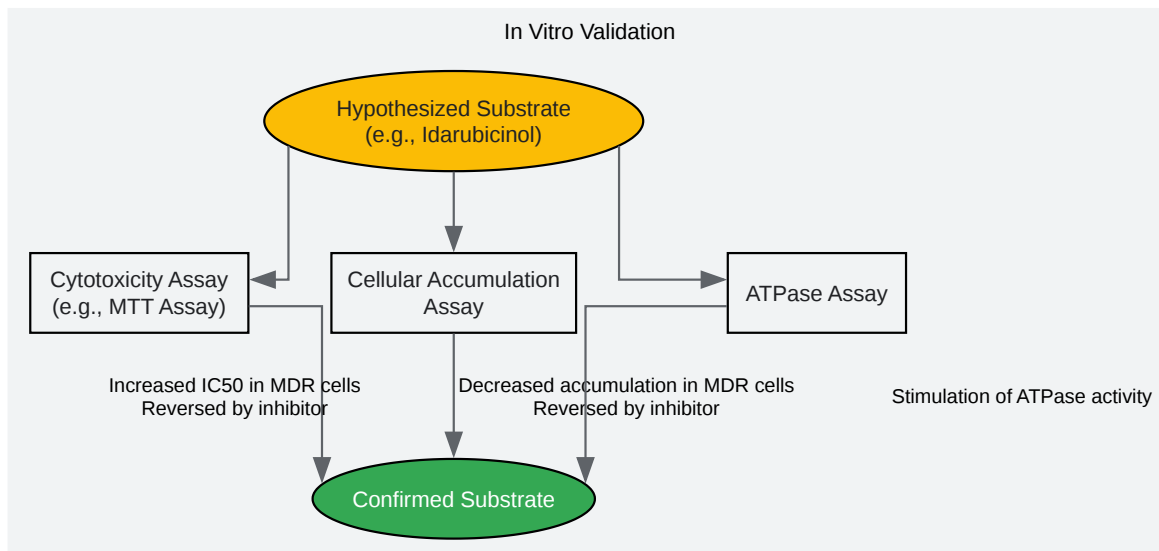 In Vitro Validation
Hypothesized Substrate
(e.g., Idarubicinol)
Cytotoxicity Assay
(e.g., MTT Assay)
Cellular Accumulation
Assay
ATPase Assay
Increased IC50 in MDR cells
Reversed by inhibitor
Decreased accumulation in MDR cells
Reversed by inhibitor
Stimulation of ATPase activity
Confirmed Substrate